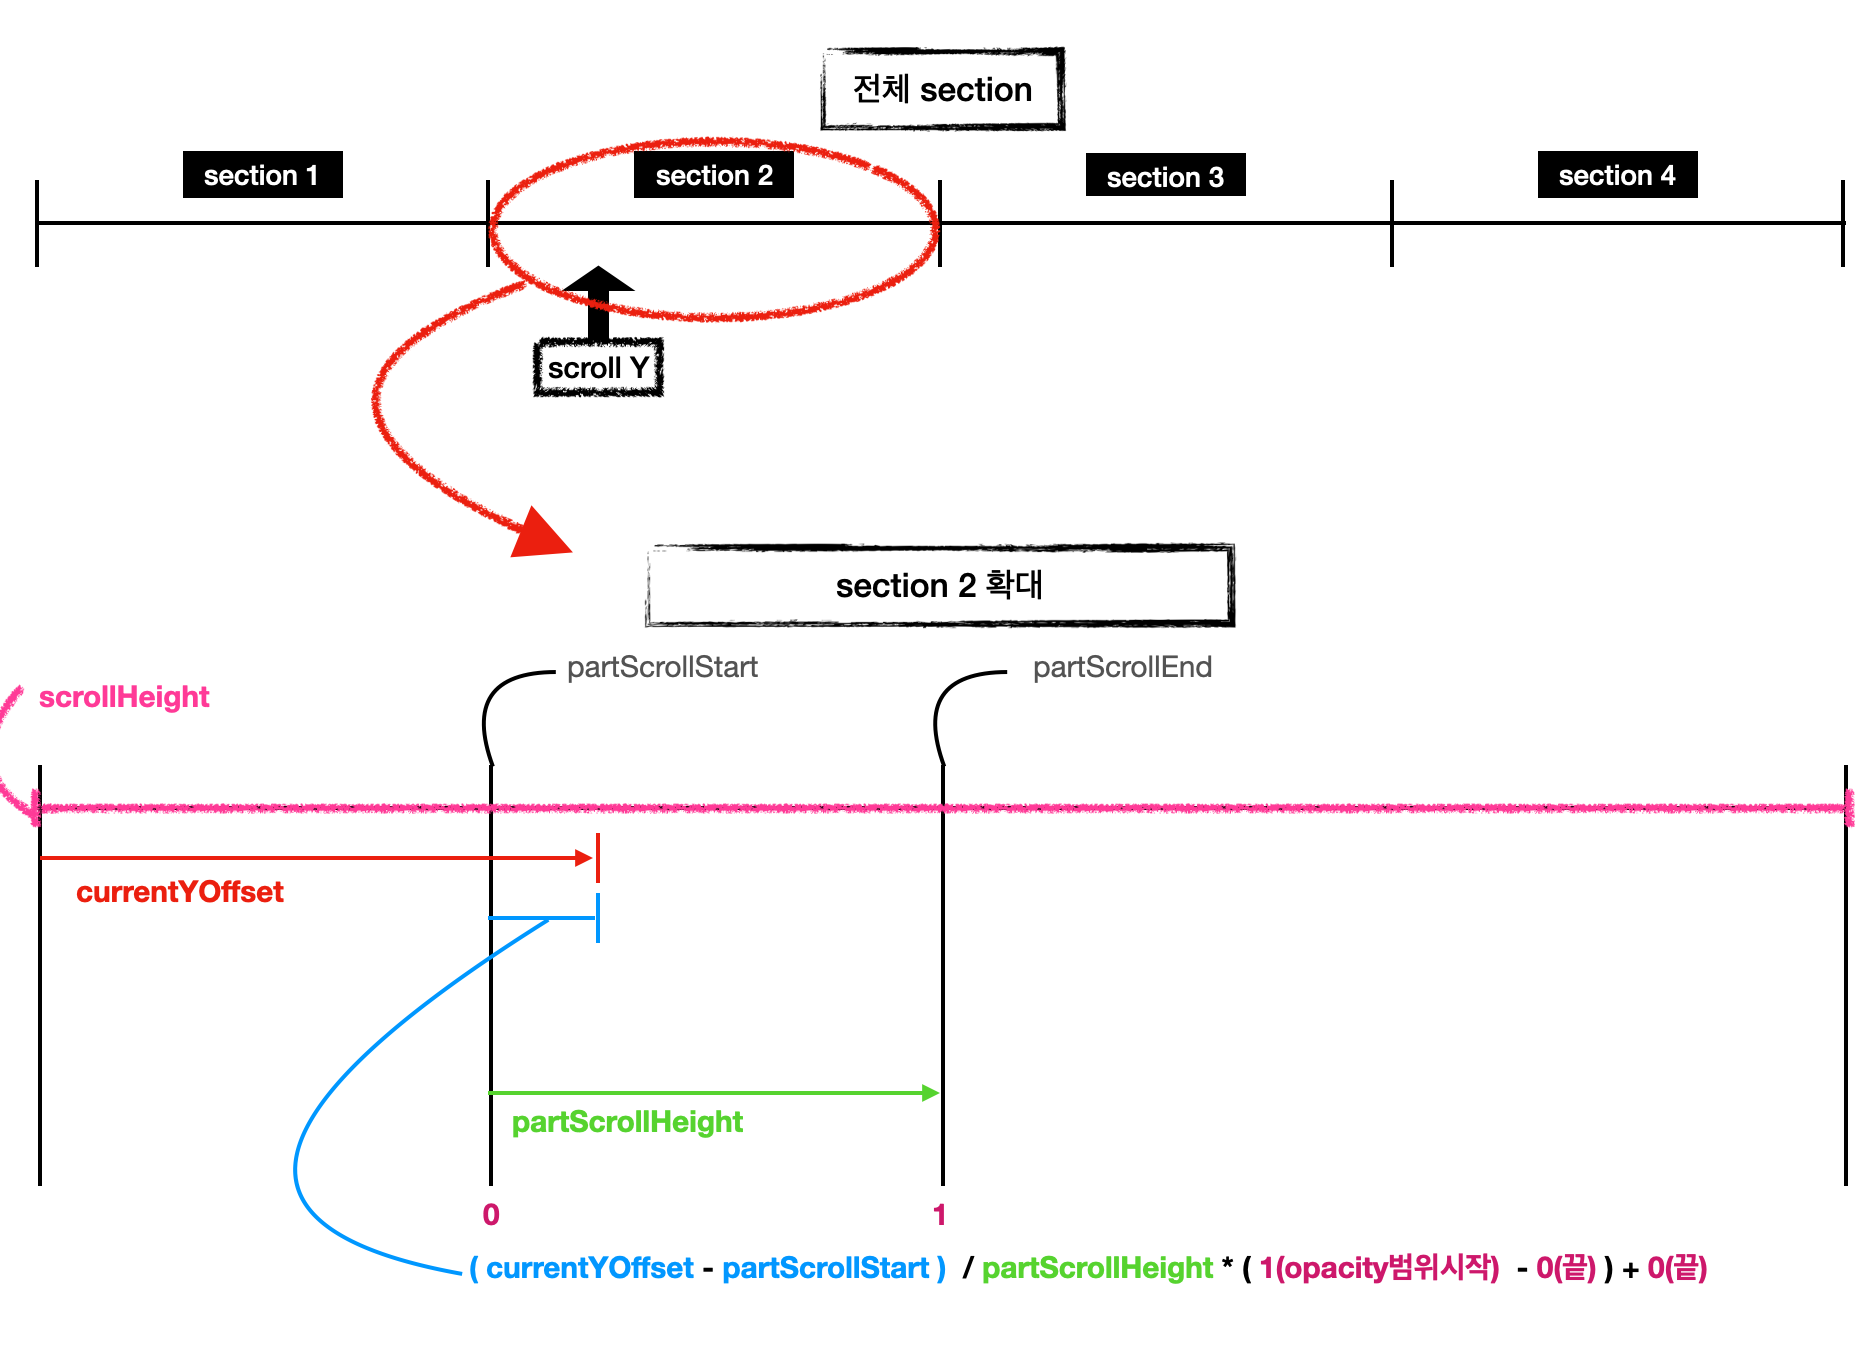 전체 section
section 1
section 2
section 3
section 4
scroll Y
section 2 확대
partScrollStart
partScrollEnd
scrollHeight
currentYOffset
partScrollHeight
0
1
( currentYOffset - partScrollStart ) / partScrollHeight * ( 1(opacity범위시작) - 0(끝) ) + 0(끝)